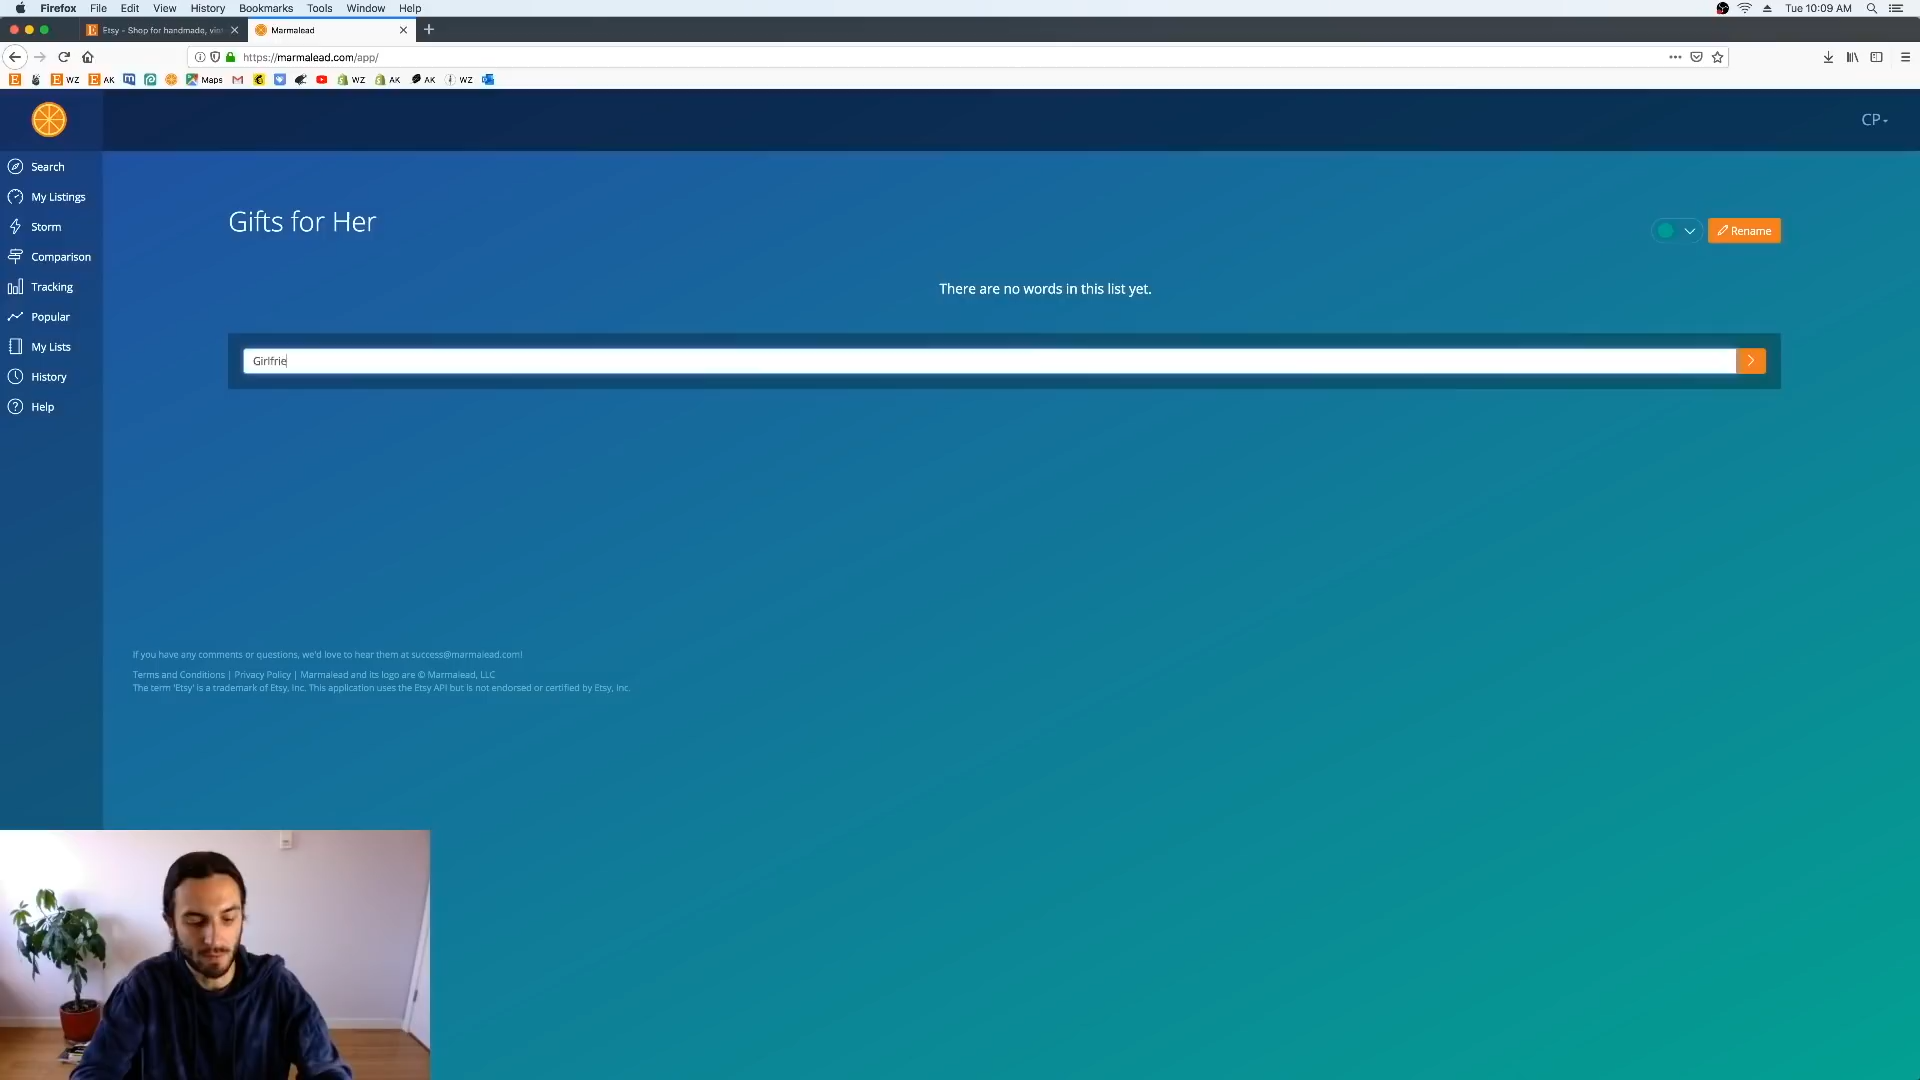 Firefox File Edit View History Bookmarks Tools Window Help Tue 10:09 AM
Etsy - Shop for handmade, Marmalead
https://marmalead.com/app/
WZ AK Maps WZ AK AK WZ
CP
Search
My Listings
Storm
Comparison
Tracking
Popular
My Lists
History
Help
Gifts for Her
Rename
There are no words in this list yet.
Girlfrie
If you have any comments or questions, we'd love to hear them at success@marmalead.com!
Terms and Conditions | Privacy Policy | Marmalead and its logo are © Marmalead, LLC
The term 'Etsy' is a trademark of Etsy, Inc. This application uses the Etsy API but is not endorsed or certified by Etsy, Inc.